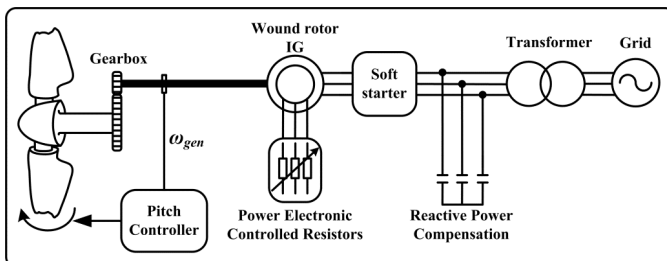 Wound rotor
IG
Gearbox
Soft
starter
Transformer
Grid
ω_gen
Pitch
Controller
Power Electronic
Controlled Resistors
Reactive Power
Compensation